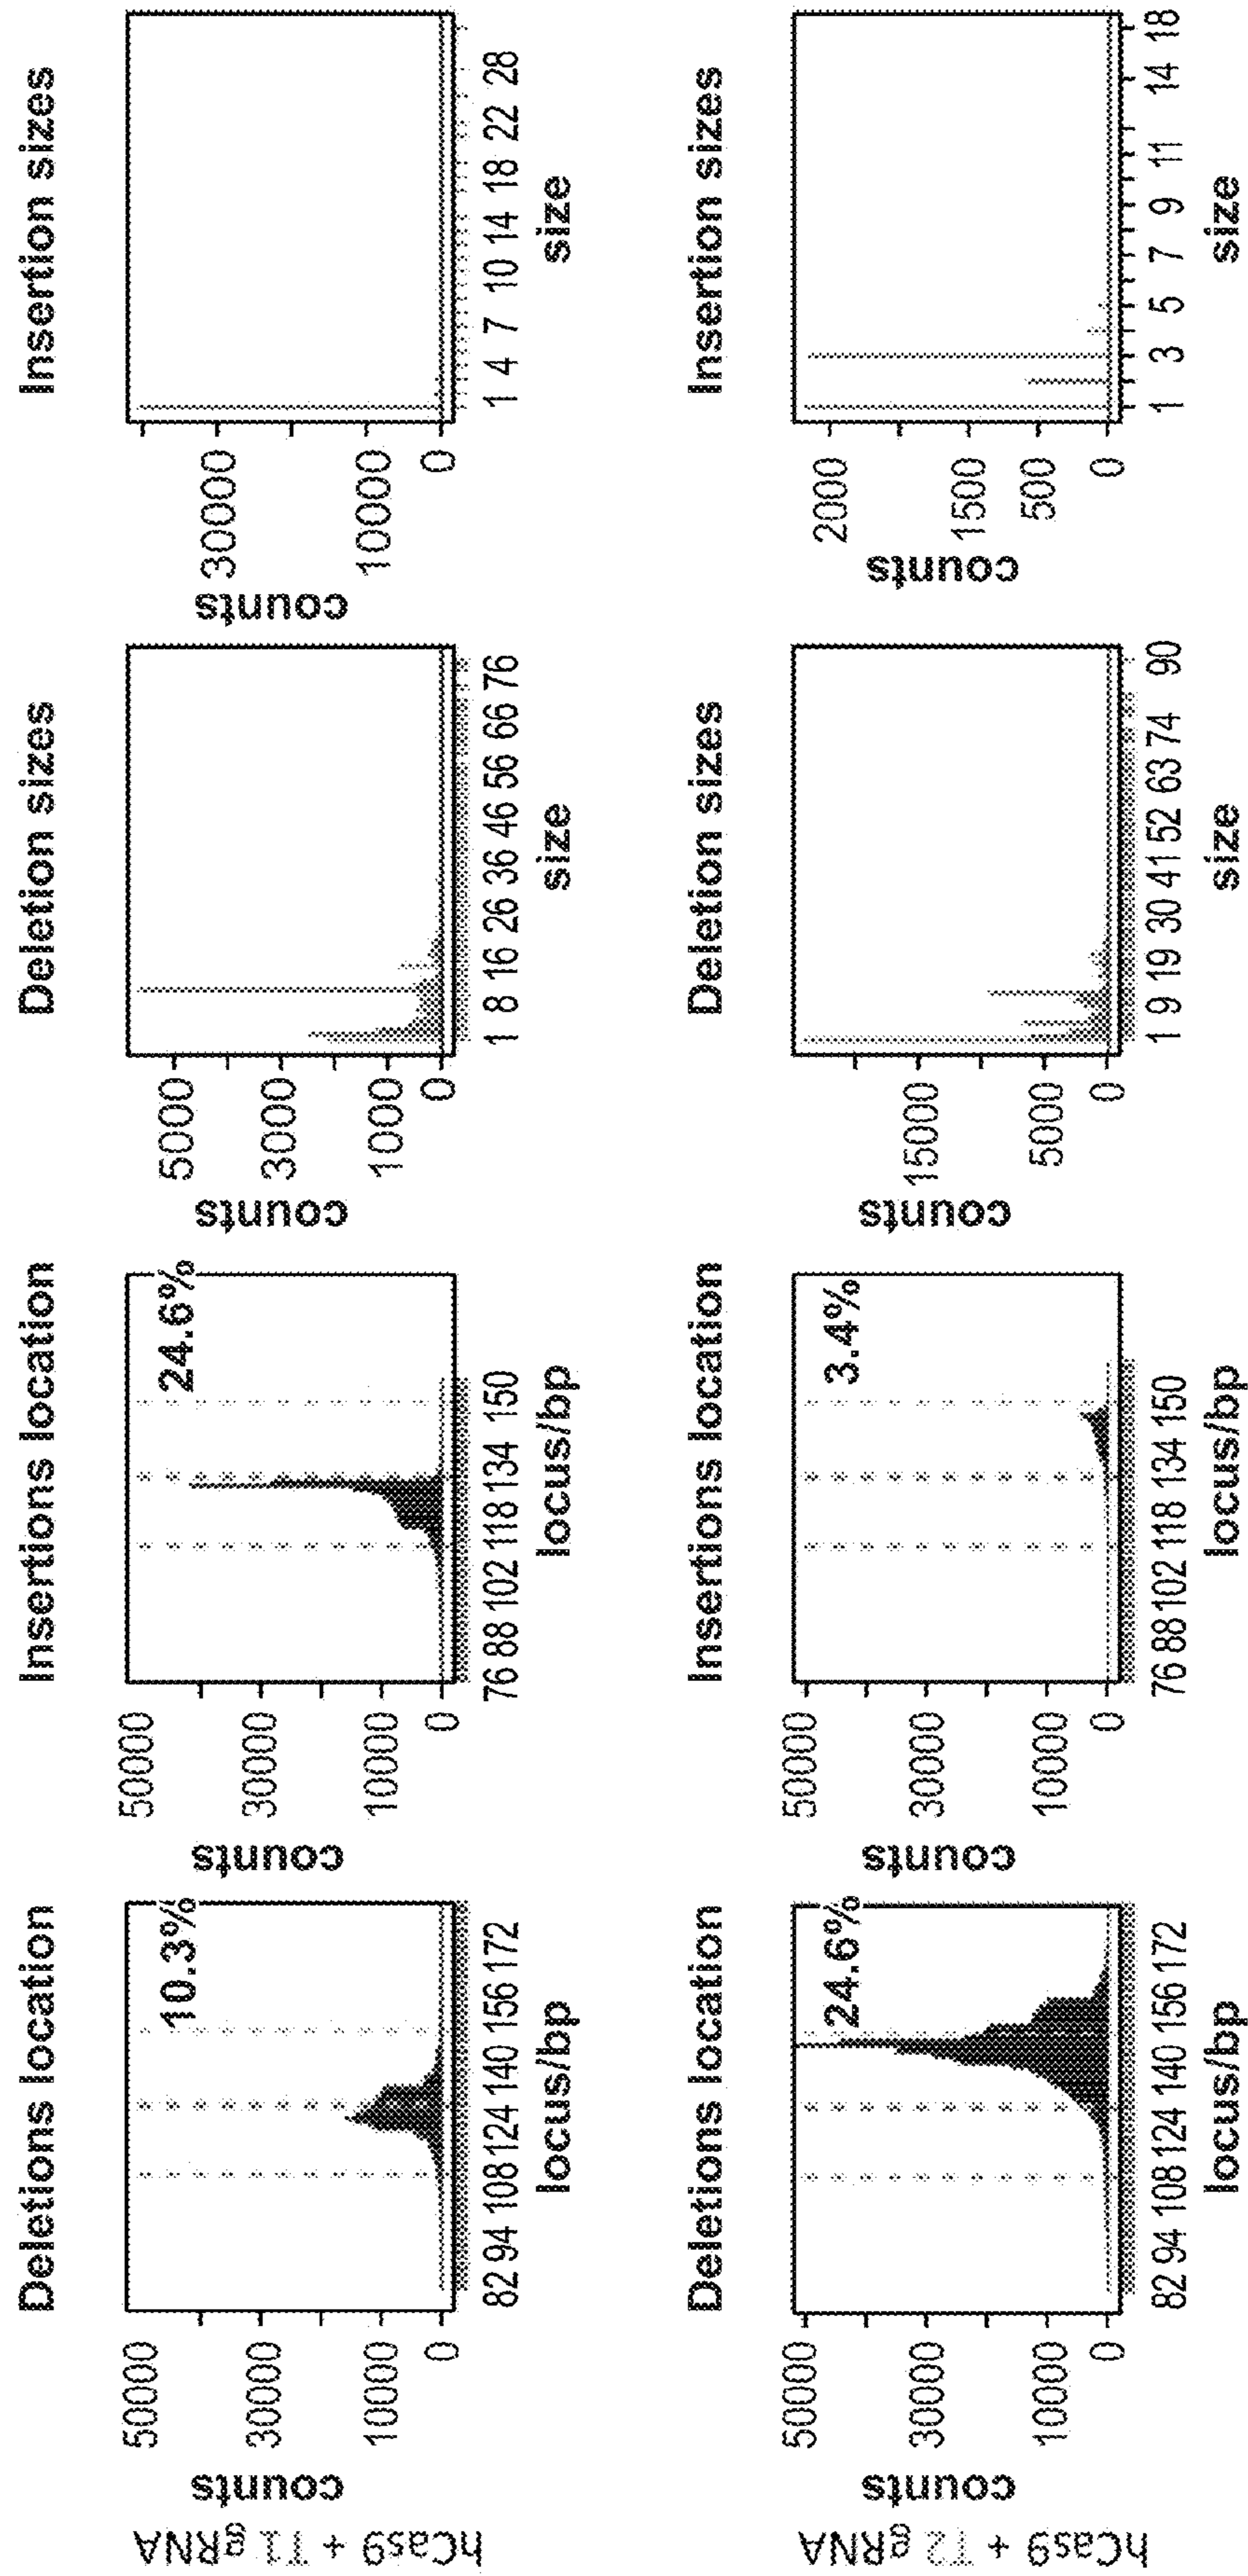 hCas9 + T1 gRNA
Deletions location
counts
50000
30000
10000
0
10.3%
82 94 108 124 140 156 172
locus/bp
Insertions location
counts
50000
30000
10000
0
24.6%
76 88 102 118 134 150
locus/bp
Deletion sizes
counts
5000
3000
1000
0
1 8 16 26 36 46 56 66 76
size
Insertion sizes
counts
30000
10000
0
1 4 7 10 14 18 22 28
size
hCas9 + T2 gRNA
Deletions location
counts
50000
30000
10000
0
24.6%
82 94 108 124 140 156 172
locus/bp
Insertions location
counts
50000
30000
10000
0
3.4%
76 88 102 118 134 150
locus/bp
Deletion sizes
counts
15000
5000
0
1 9 19 30 41 52 63 74 90
size
Insertion sizes
counts
2000
1500
500
0
1 3 5 7 9 11 14 18
size